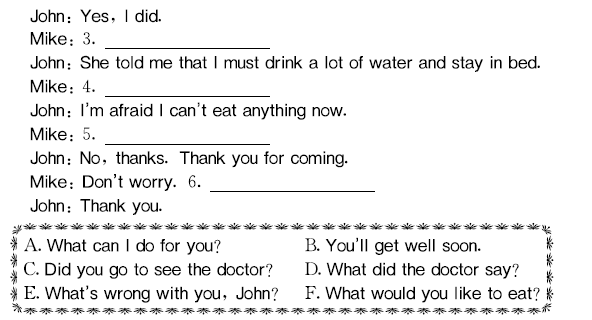 John: Yes, I did.
Mike: 3. ____________
John: She told me that I must drink a lot of water and stay in bed.
Mike: 4. ____________
John: I'm afraid I can't eat anything now.
Mike: 5. ____________
John: No, thanks. Thank you for coming.
Mike: Don't worry. 6. ____________
John: Thank you.
A. What can I do for you? B. You'll get well soon.
C. Did you go to see the doctor? D. What did the doctor say?
E. What's wrong with you, John? F. What would you like to eat?